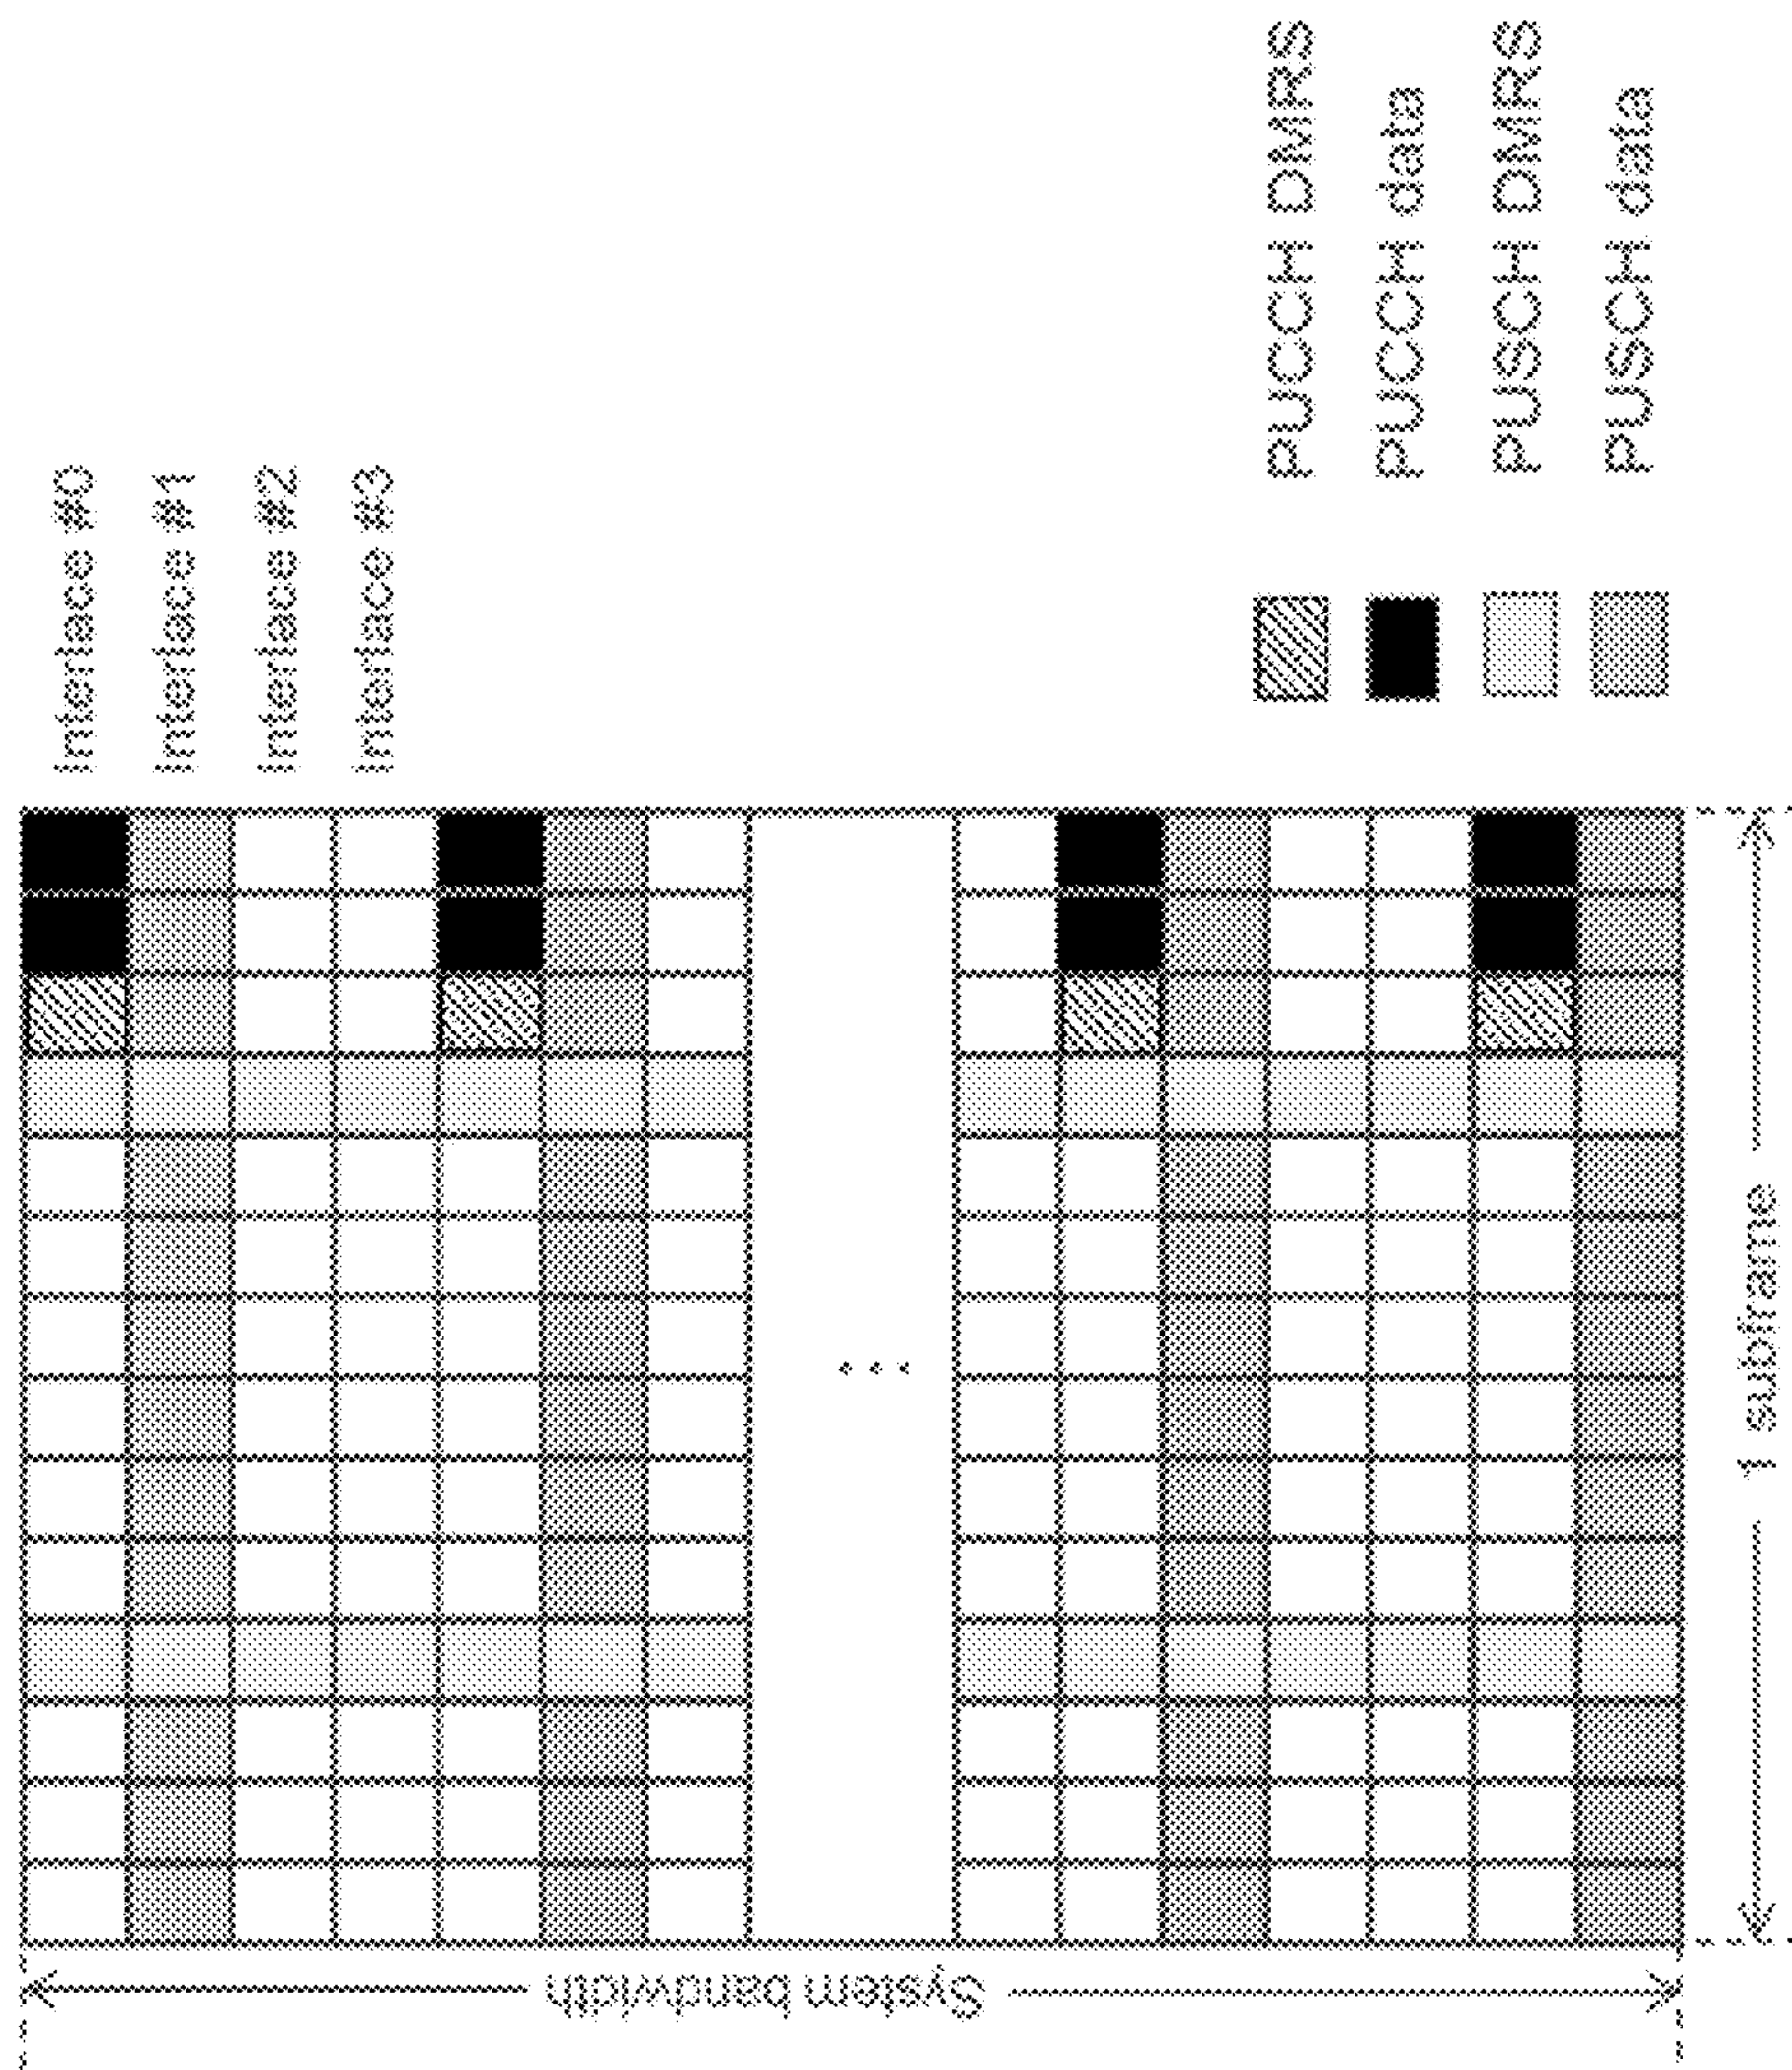 Interlace #0
Interlace #1
Interlace #2
Interlace #3
PUCCH DMRS
PUCCH data
PUSCH DMRS
PUSCH data
...
System bandwidth
1 subframe